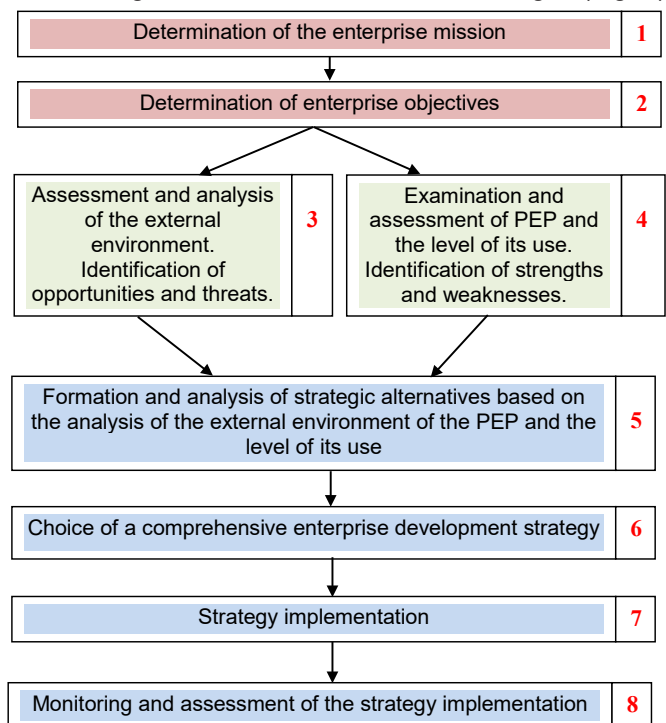 Determination of the enterprise mission 1
Determination of enterprise objectives 2
Assessment and analysis
of the external
environment.
Identification of
opportunities and threats.
3
Examination and
assessment of PEP and
the level of its use.
Identification of strengths
and weaknesses.
4
Formation and analysis of strategic alternatives based on
the analysis of the external environment of the PEP and the
level of its use
5
Choice of a comprehensive enterprise development strategy 6
Strategy implementation 7
Monitoring and assessment of the strategy implementation 8